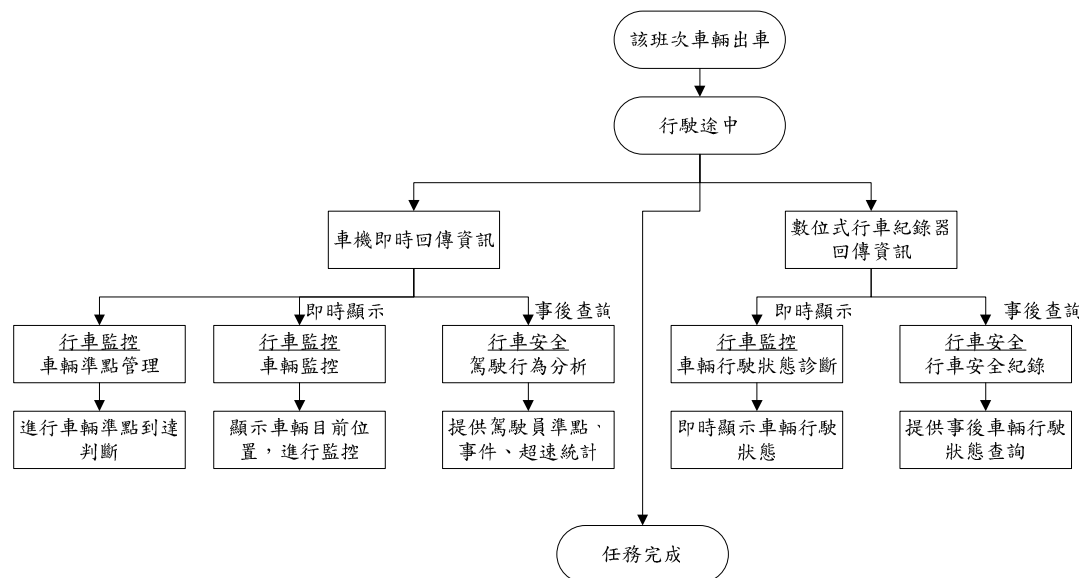 該班次車輛出車
行駛途中
車機即時回傳資訊
數位式行車紀錄器
回傳資訊
即時顯示
事後查詢
即時顯示
事後查詢
行車監控
車輛準點管理
行車監控
車輛監控
行車安全
駕駛行為分析
行車監控
車輛行駛狀態診斷
行車安全
行車安全紀錄
進行車輛準點到達
判斷
顯示車輛目前位
置，進行監控
提供駕駛員準點、
事件、超速統計
即時顯示車輛行駛
狀態
提供事後車輛行駛
狀態查詢
任務完成